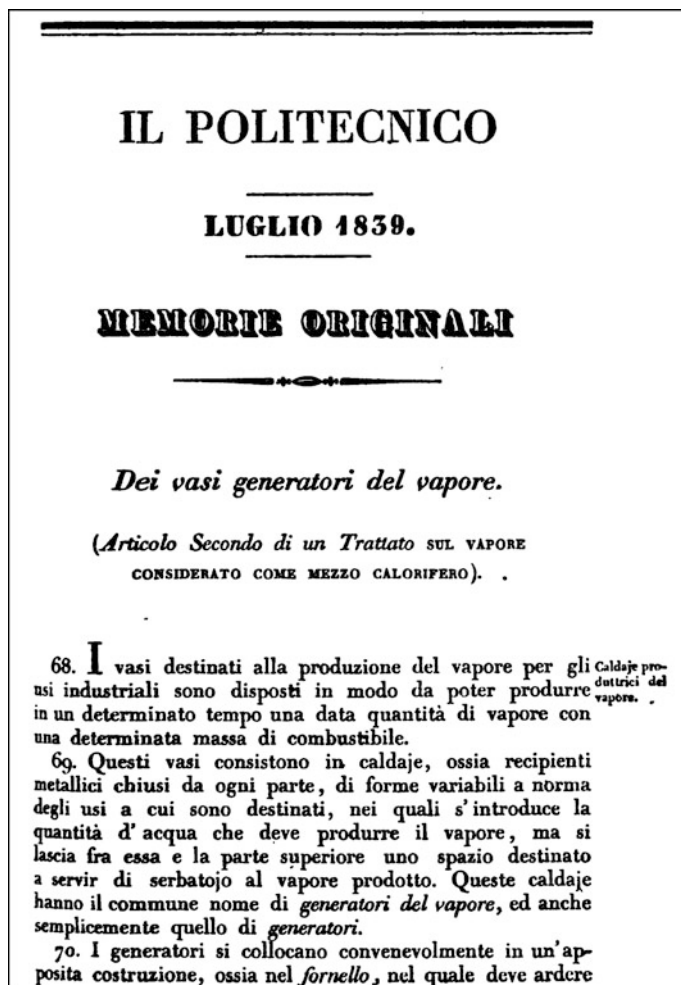 IL POLITECNICO
LUGLIO 1839.
MEMORIE ORIGINALI
Dei vasi generatori del vapore.
(Articolo Secondo di un Trattato SUL VAPORE
CONSIDERATO COME MEZZO CALORIFERO).
68. I vasi destinati alla produzione del vapore per gli
usi industriali sono disposti in modo da poter produrre
in un determinato tempo una data quantità di vapore con
una determinata massa di combustibile.
Caldaje pro-
duttrici del
vapore.
69. Questi vasi consistono in caldaje, ossia recipienti
metallici chiusi da ogni parte, di forme variabili a norma
degli usi a cui sono destinati, nei quali s'introduce la
quantità d'acqua che deve produrre il vapore, ma si
lascia fra essa e la parte superiore uno spazio destinato
a servir di serbatojo al vapore prodotto. Queste caldaje
hanno il commune nome di generatori del vapore, ed anche
semplicemente quello di generatori.
70. I generatori si collocano convenevolmente in un'ap-
posita costruzione, ossia nel fornello, nel quale deve ardere